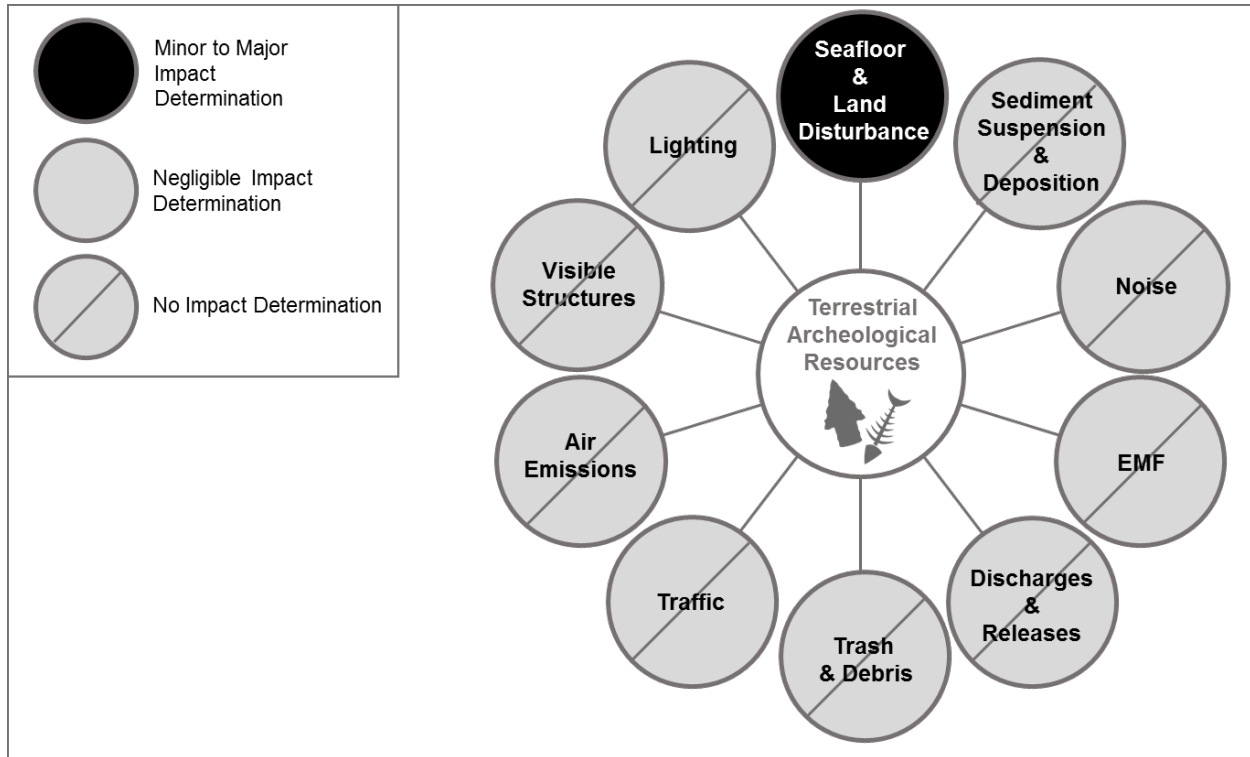 Minor to Major
Impact
Determination
Negligible Impact
Determination
No Impact Determination
Seafloor
&
Land
Disturbance
Sediment
Suspension
&
Deposition
Noise
EMF
Discharges
&
Releases
Trash
& Debris
Traffic
Air
Emissions
Visible
Structures
Lighting
Terrestrial
Archeological
Resources